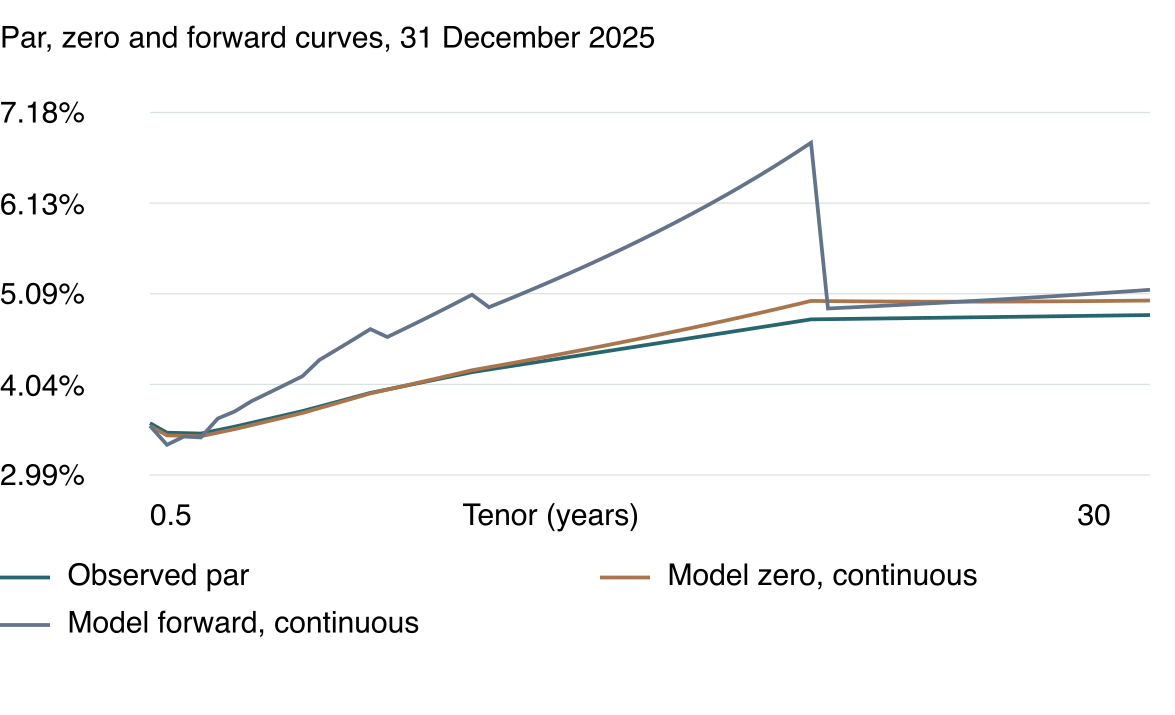 Par, zero and forward curves, 31 December 2025
7.18%
6.13%
5.09%
4.04%
2.99%
0.5 Tenor (years) 30
Observed par Model zero, continuous
Model forward, continuous